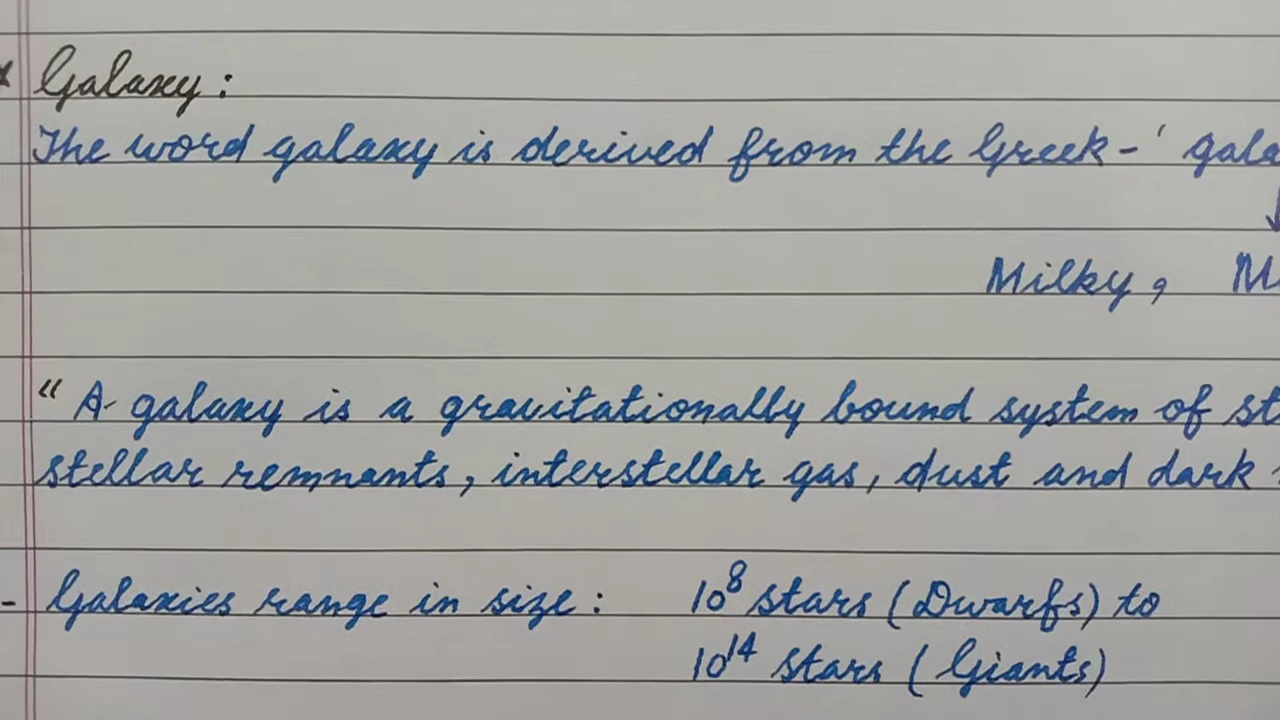 * Galaxy :
The word galaxy is derived from the Greek - ' gala
Milky , M
" A galaxy is a gravitationally bound system of st
stellar remnants, interstellar gas, dust and dark
- Galaxies range in size : 10⁸ stars (Dwarfs) to
10¹⁴ stars ( Giants)